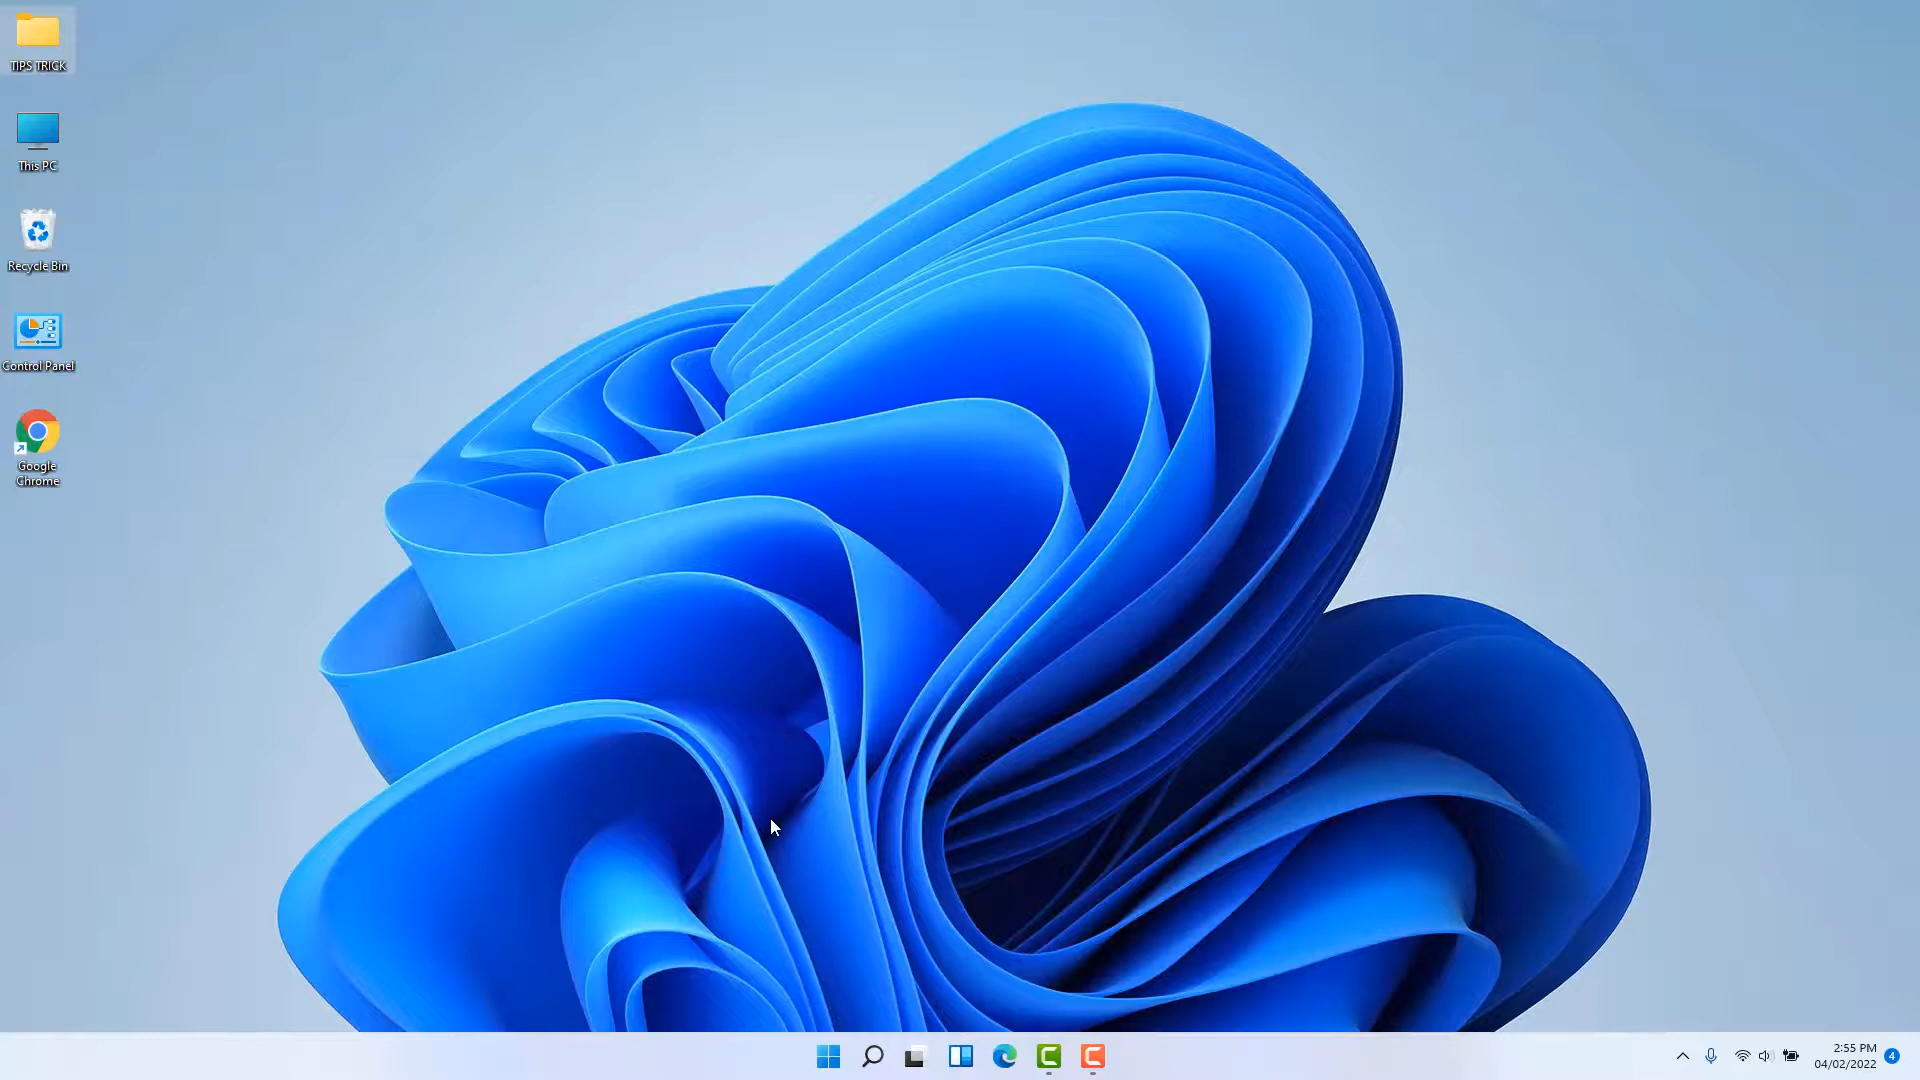 TIPS TRICK
This PC
Recycle Bin
Control Panel
Google
Chrome
2:55 PM
04/02/2022
4